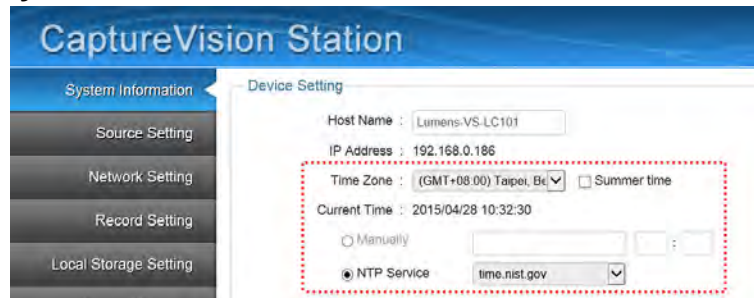 CaptureVision Station
System Information
Source Setting
Network Setting
Record Setting
Local Storage Setting
Device Setting
Host Name : Lumens-VS-LC101
IP Address : 192.168.0.186
Time Zone : (GMT+08:00) Taipei, Be Summer time
Current Time : 2015/04/28 10:32:30
Manually :
NTP Service time.nist.gov